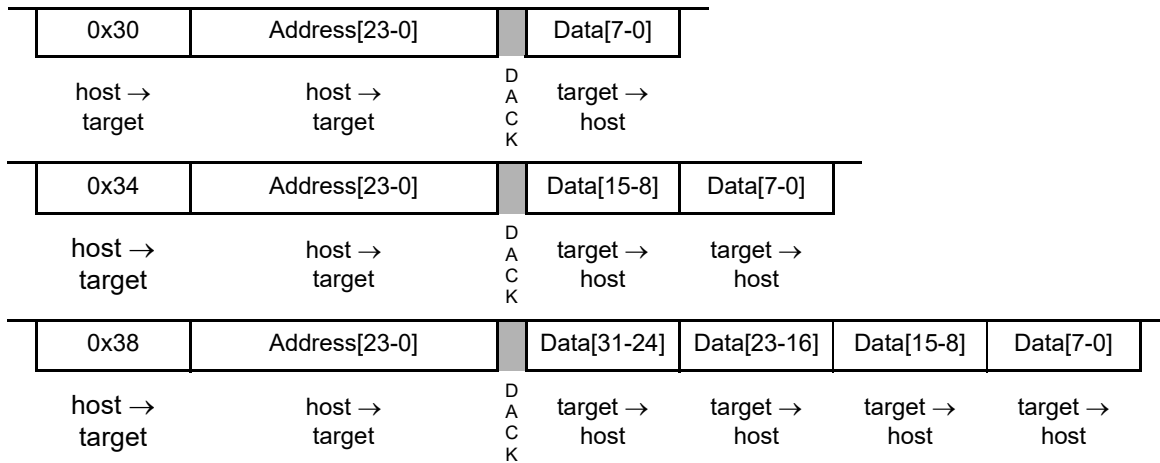 0x30 Address[23-0] Data[7-0]
host → host → D A C K target →
target target host
0x34 Address[23-0] Data[15-8] Data[7-0]
host → host → D A C K target → target →
target target host host
0x38 Address[23-0] Data[31-24] Data[23-16] Data[15-8] Data[7-0]
host → host → D A C K target → target → target → target →
target target host host host host